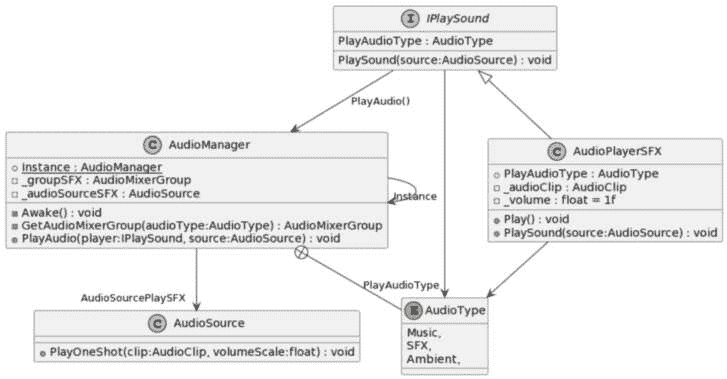 I IPlaySound
PlayAudioType : AudioType
PlaySound(source:AudioSource) : void
PlayAudio()
C AudioManager
Instance : AudioManager
_groupSFX : AudioMixerGroup
_audioSourceSFX : AudioSource
Awake() : void
GetAudioMixerGroup(audioType:AudioType) : AudioMixerGroup
PlayAudio(player:IPlaySound, source:AudioSource) : void
Instance
C AudioPlayerSFX
PlayAudioType : AudioType
_audioClip : AudioClip
_volume : float = 1f
Play() : void
PlaySound(source:AudioSource) : void
AudioSourcePlaySFX
PlayAudioType
C AudioSource
PlayOneShot(clip:AudioClip, volumeScale:float) : void
E AudioType
Music,
SFX,
Ambient,